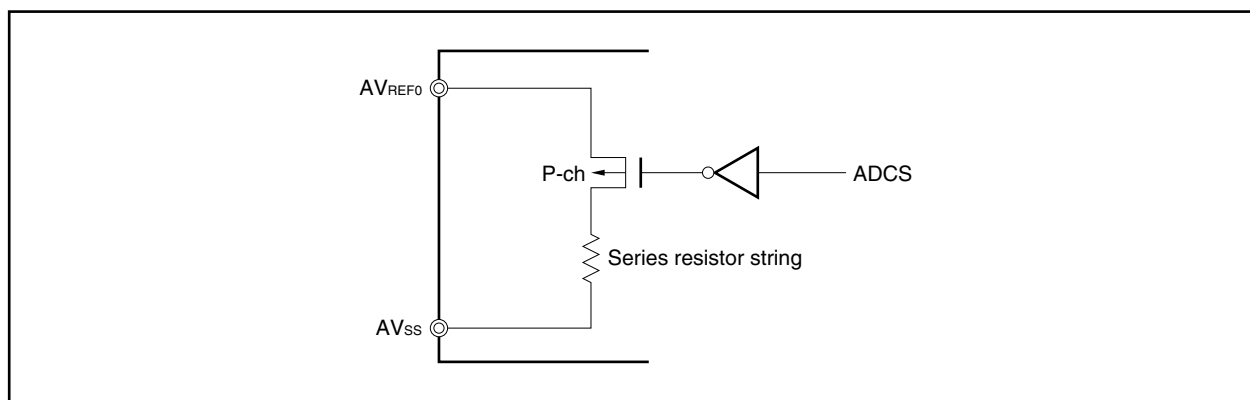 AVREF0
P-ch
ADCS
Series resistor string
AVSS